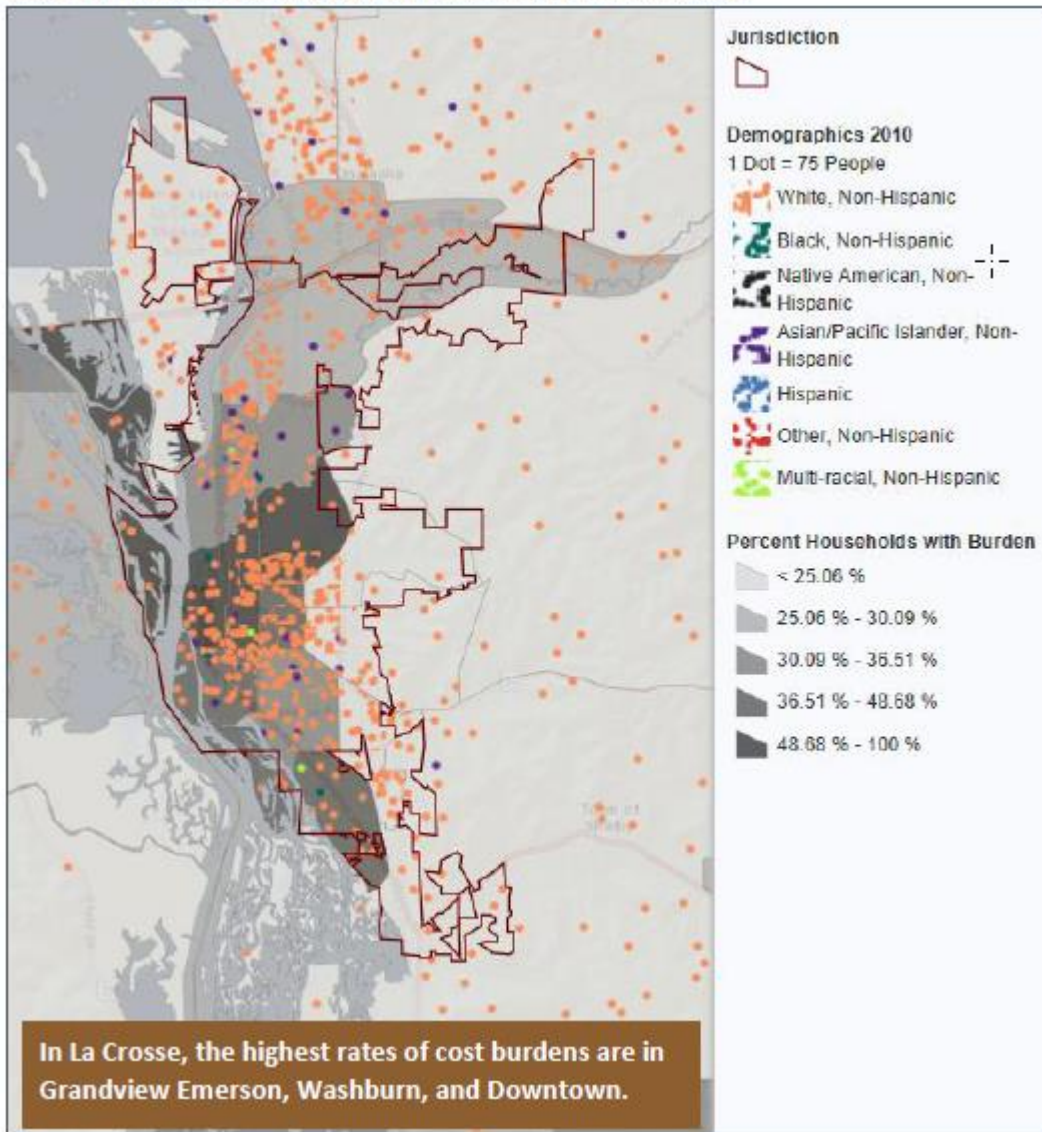 Jurisdiction
Demographics 2010
1 Dot = 75 People
White, Non-Hispanic
Black, Non-Hispanic
Native American, Non-
Hispanic
Asian/Pacific Islander, Non-
Hispanic
Hispanic
Other, Non-Hispanic
Multi-racial, Non-Hispanic
Percent Households with Burden
< 25.06 %
25.06 % - 30.09 %
30.09 % - 36.51 %
36.51 % - 48.68 %
48.68 % - 100 %
Town of
In La Crosse, the highest rates of cost burdens are in
Grandview Emerson, Washburn, and Downtown.